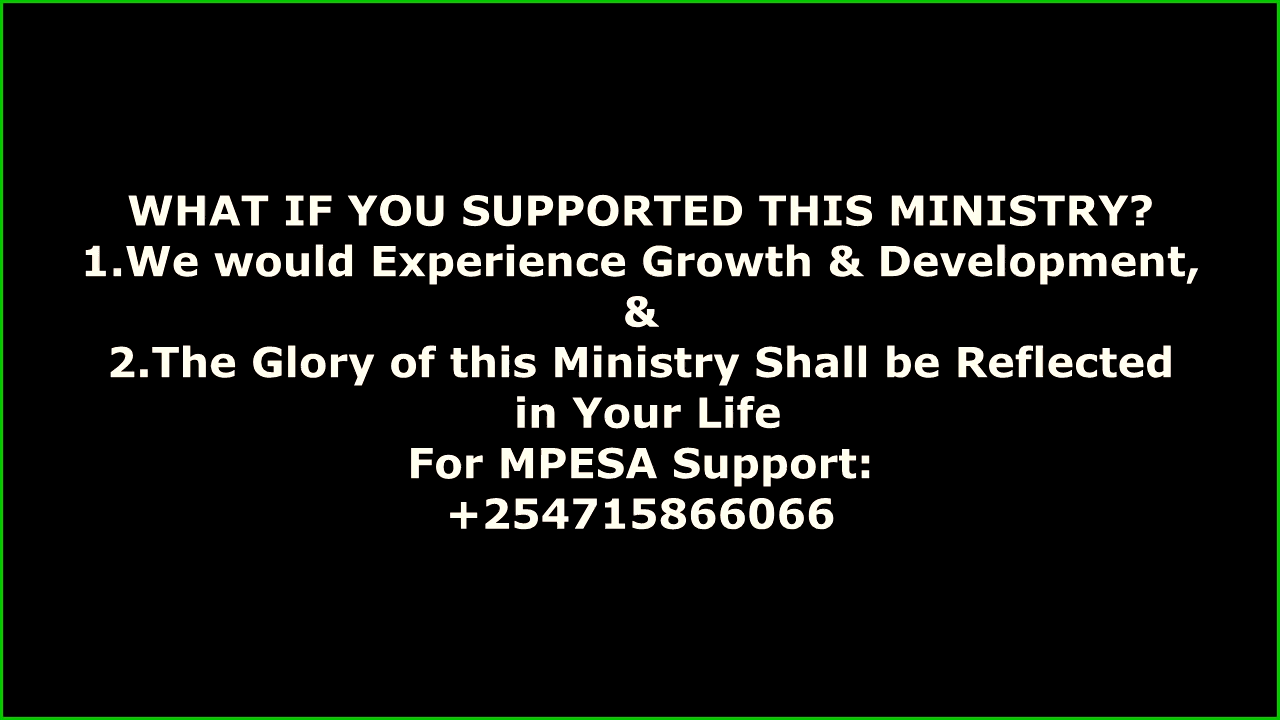 WHAT IF YOU SUPPORTED THIS MINISTRY?
1.We would Experience Growth & Development,
&
2.The Glory of this Ministry Shall be Reflected
in Your Life
For MPESA Support:
+254715866066